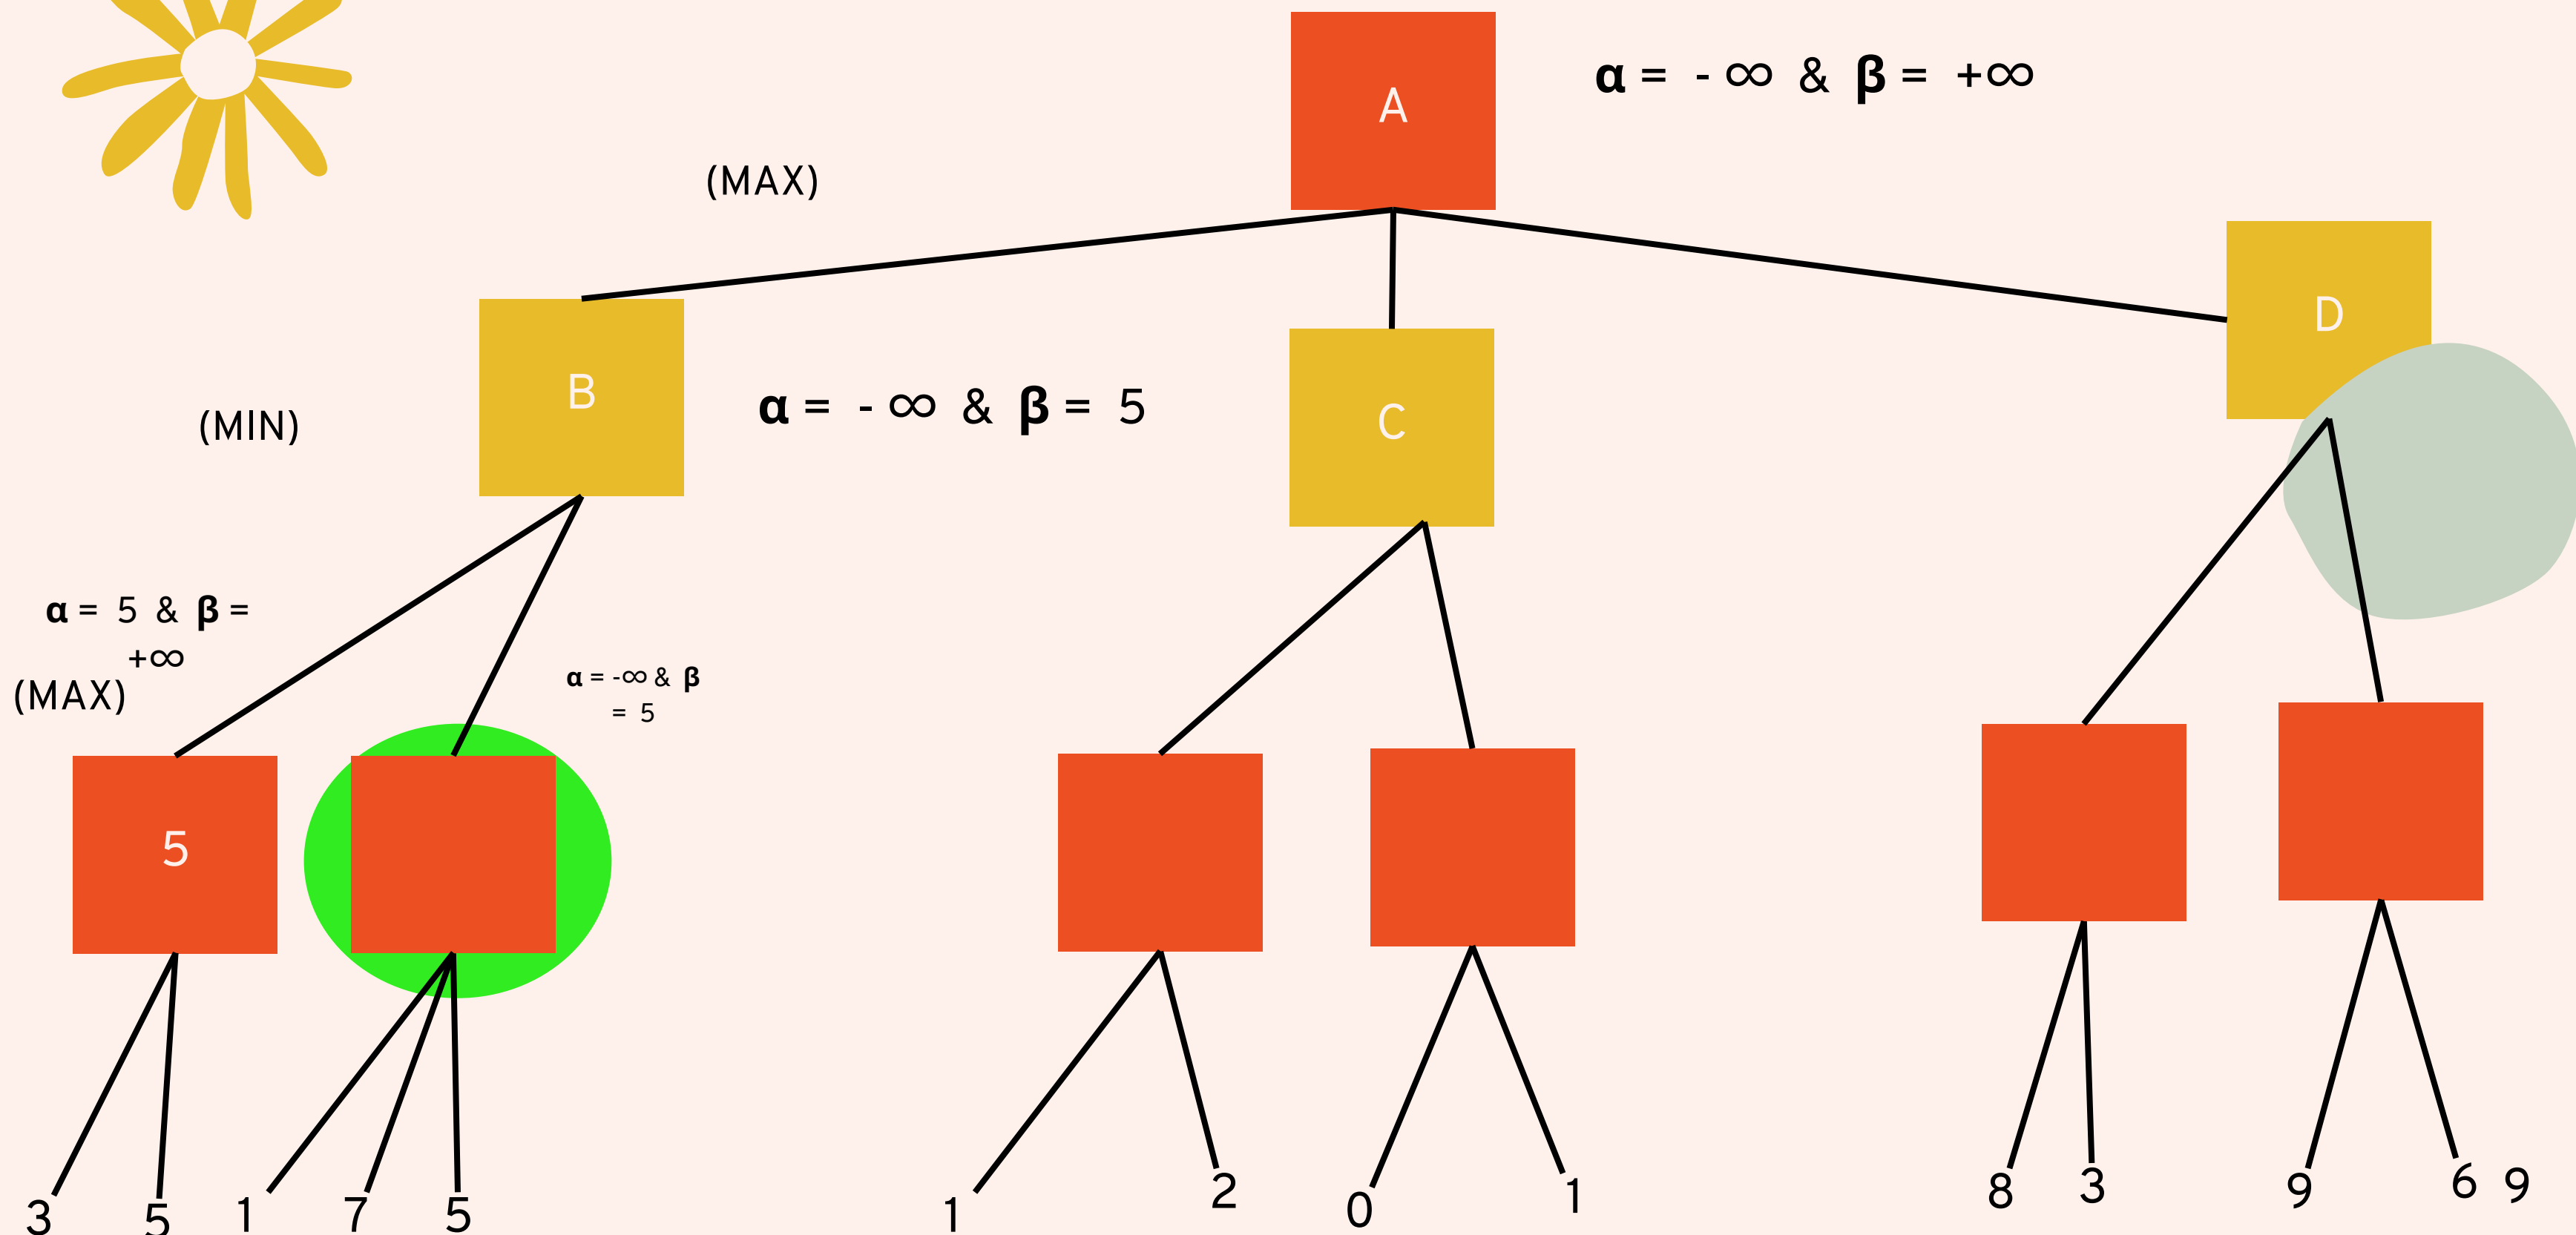 A
α = - ∞ & β = +∞
(MAX)
D
B
α = - ∞ & β = 5
C
(MIN)
α = 5 & β =
+∞
(MAX)
α = -∞ & β
= 5
5
3 5 1 7 5 1 2 0 1 8 3 9 6 9